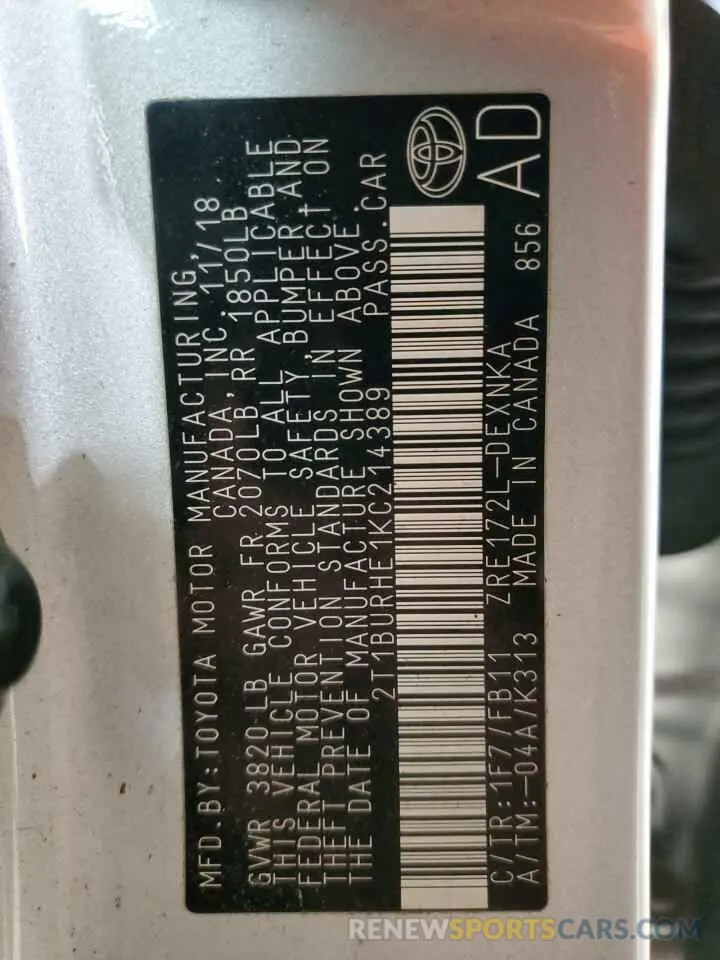 MFD.BY:TOYOTA MOTOR MANUFACTURING,
CANADA, INC. 11/18
GVWR 3820 LB GAWR FR 2070LB RR 1850LB
THIS VEHICLE CONFORMS TO ALL APPLICABLE
FEDERAL MOTOR VEHICLE SAFETY, BUMPER AND
THEFT PREVENTION STANDARDS IN EFFECT ON
THE DATE OF MANUFACTURE SHOWN ABOVE.
2T1BURHE1KC214389 PASS.CAR
C/TR:1F7/FB11 ZRE172L-DEXNKA
A/TM:-04A/K313 MADE IN CANADA 856
AD
RENEWSPORTSCARS.COM